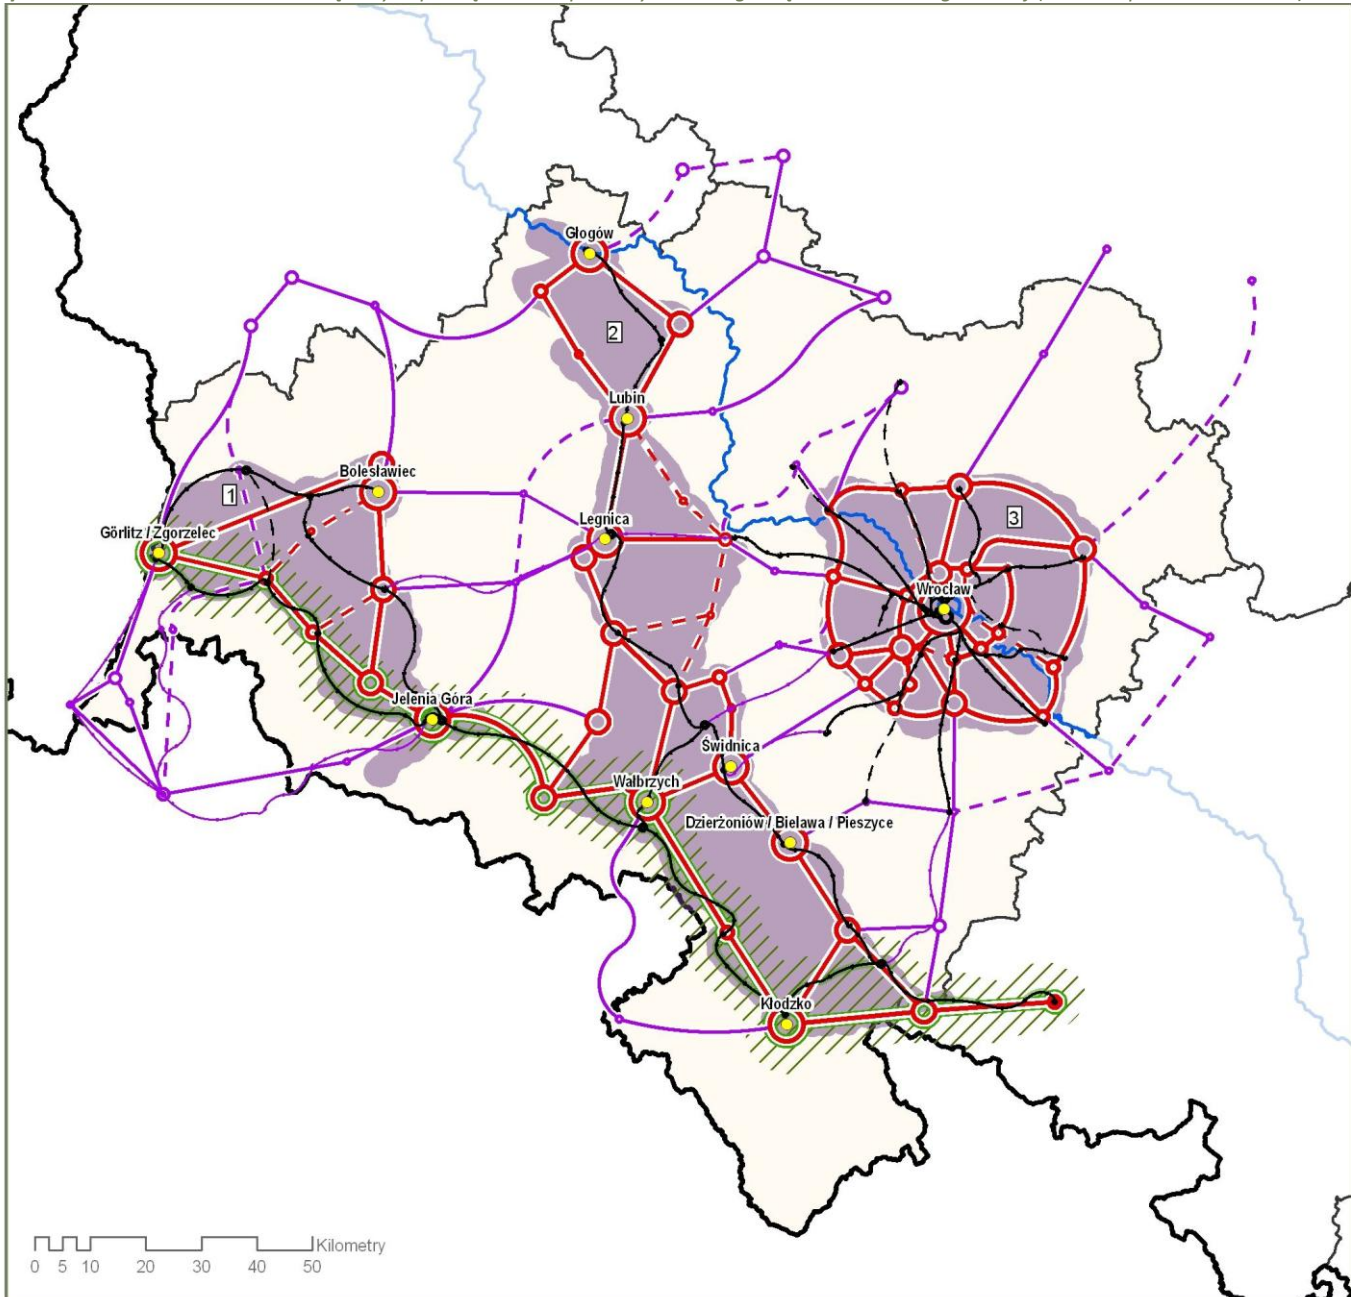 Głogów
2
Lubin
Bolesławiec
1
Legnica
3
Görlitz / Zgorzelec
Wrocław
Jelenia Góra
Świdnica
Wałbrzych
Dzierżoniów / Bielawa / Pieszyce
Kłodzko
Kilometry
0 5 10 20 30 40 50